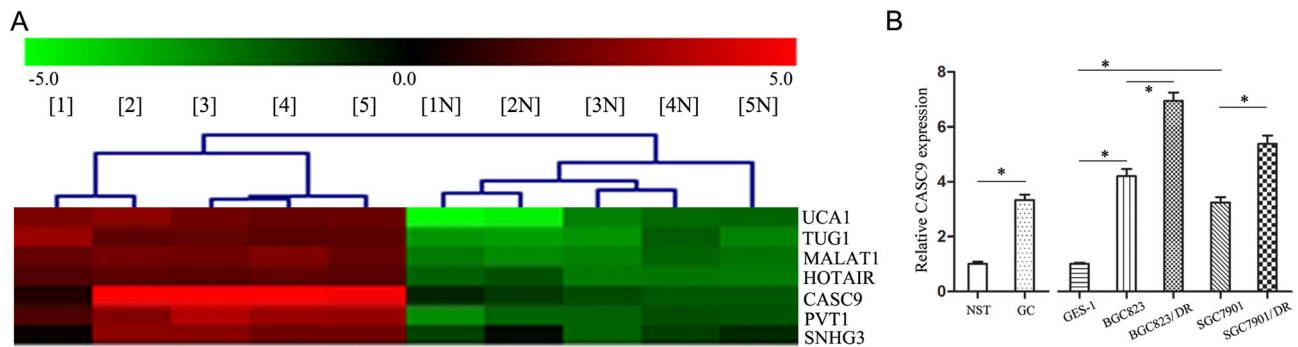 A
-5.0 0.0 5.0
[1] [2] [3] [4] [5] [1N] [2N] [3N] [4N] [5N]
UCA1
TUG1
MALAT1
HOTAIR
CASC9
PVT1
SNHG3
B
Relative CASC9 expression
8
6
4
2
0
*
*
*
*
*
NST GC GES-1 BGC823 BGC823/DR SGC7901 SGC7901/DR